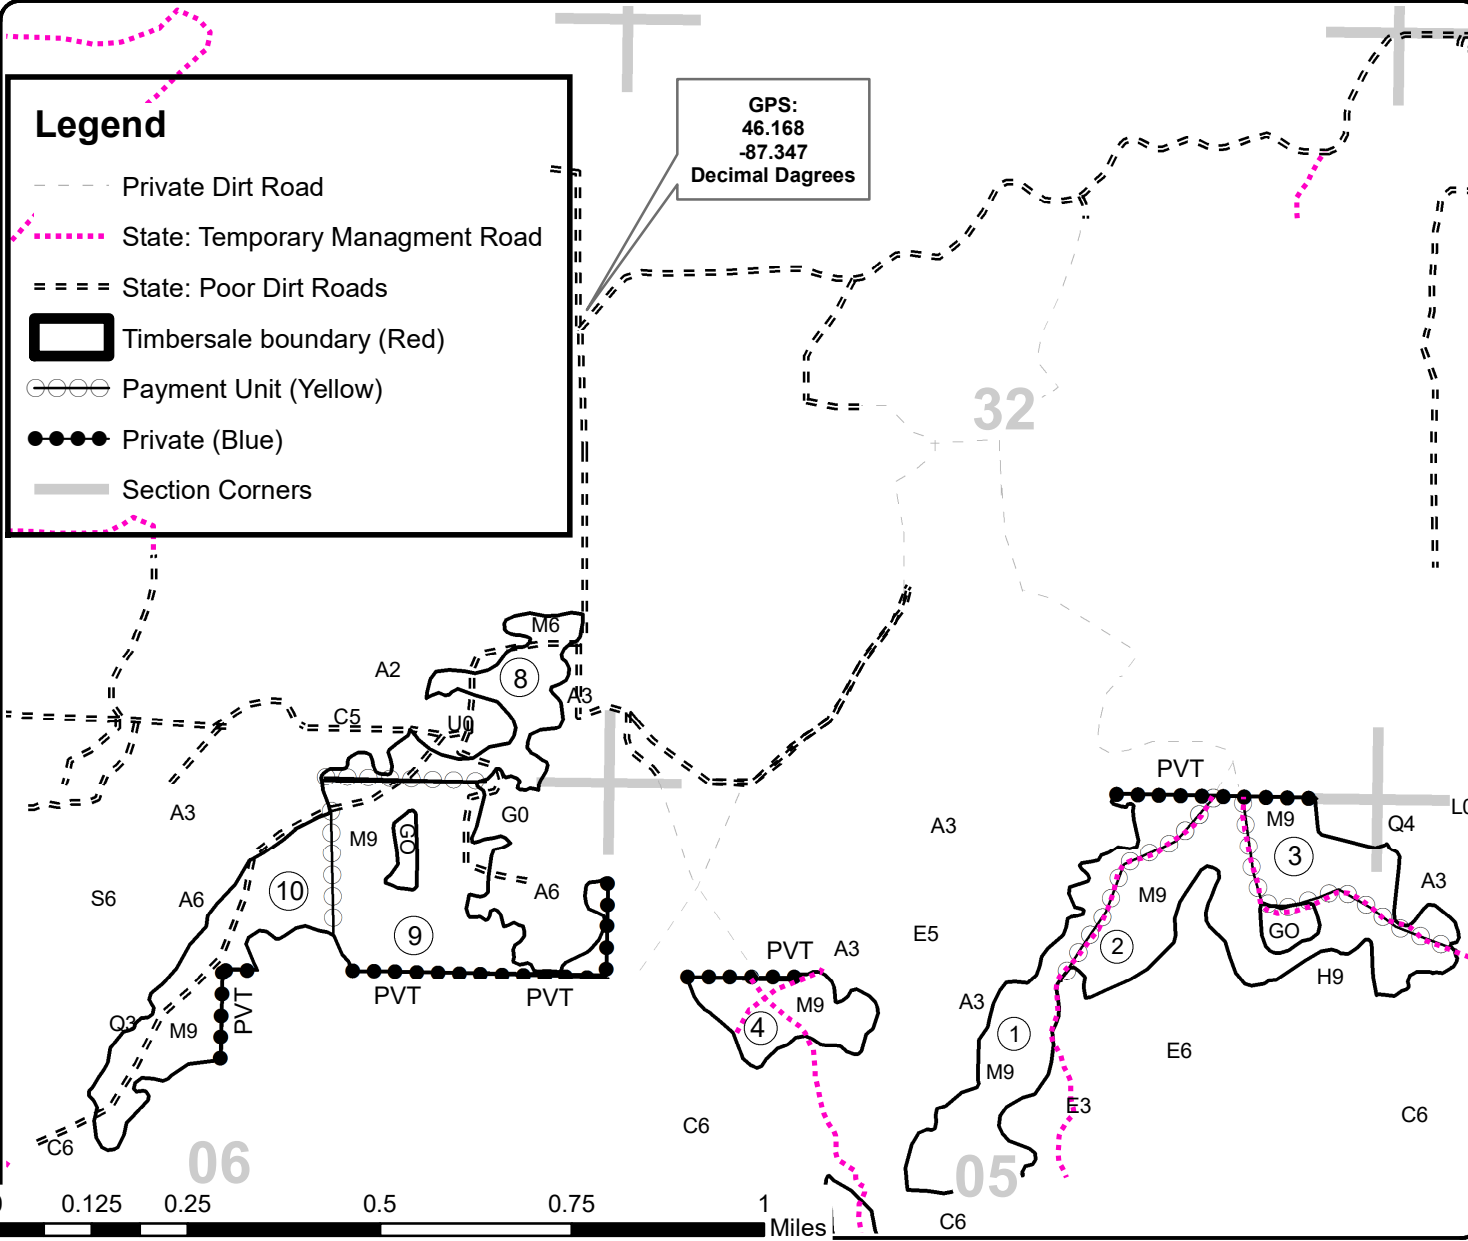 GPS:
46.168
-87.347
Decimal Dagrees
Legend
Private Dirt Road
State: Temporary Managment Road
State: Poor Dirt Roads
Timbersale boundary (Red)
Payment Unit (Yellow)
Private (Blue)
Section Corners
32
M6
A2
8
A3
C5
U0
PVT
A3
M9
GO
G0
A3
M9
Q4
L0
3
S6
A6
10
A6
M9
A3
9
E5
2
GO
PVT
A3
H9
PVT
PVT
PVT
Q3
M9
M9
A3
4
1
E6
M9
E3
C6
C6
C6
06
05
0.125
0.25
0.5
0.75
1
Miles
C6